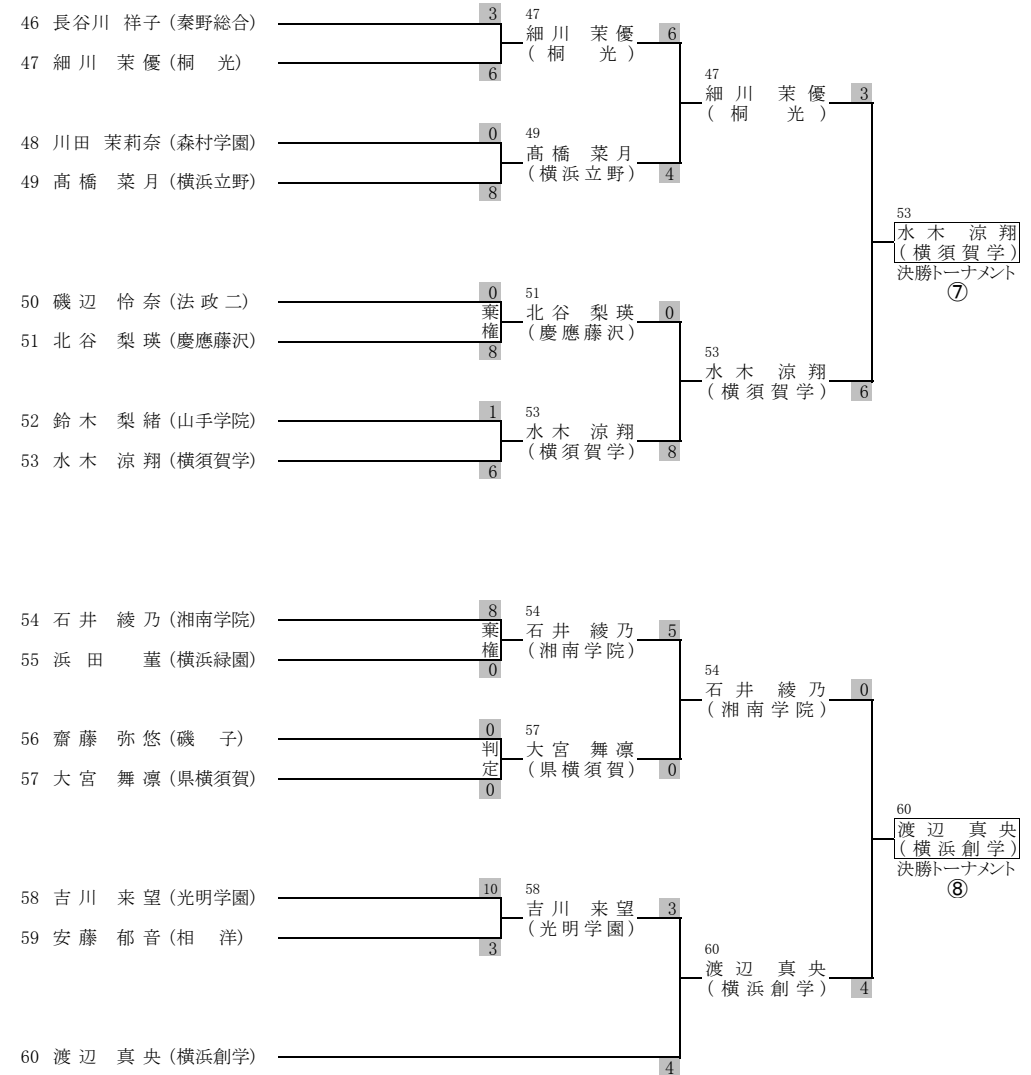 46 長谷川 祥子 (秦野総合)
3
47
細川 茉優
(桐 光)
6
47 細川 茉優 (桐 光)
6
47
細川 茉優
(桐 光)
3
48 川田 茉莉奈 (森村学園)
0
49
髙橋 菜月
(横浜立野)
4
49 髙橋 菜月 (横浜立野)
8
53
水木 涼翔
(横須賀学)
決勝トーナメント
⑦
50 磯辺 怜奈 (法政二)
0
棄権
51
北谷 梨瑛
(慶應藤沢)
0
51 北谷 梨瑛 (慶應藤沢)
8
53
水木 涼翔
(横須賀学)
6
52 鈴木 梨緒 (山手学院)
1
53
水木 涼翔
(横須賀学)
8
53 水木 涼翔 (横須賀学)
6
54 石井 綾乃 (湘南学院)
8
棄権
54
石井 綾乃
(湘南学院)
5
55 浜田 菫 (横浜緑園)
0
54
石井 綾乃
(湘南学院)
0
56 齋藤 弥悠 (磯 子)
0
判定
57
大宮 舞凛
(県横須賀)
0
57 大宮 舞凛 (県横須賀)
0
60
渡辺 真央
(横浜創学)
決勝トーナメント
⑧
58 吉川 来望 (光明学園)
10
58
吉川 来望
(光明学園)
3
59 安藤 郁音 (相 洋)
3
60
渡辺 真央
(横浜創学)
4
60 渡辺 真央 (横浜創学)
4